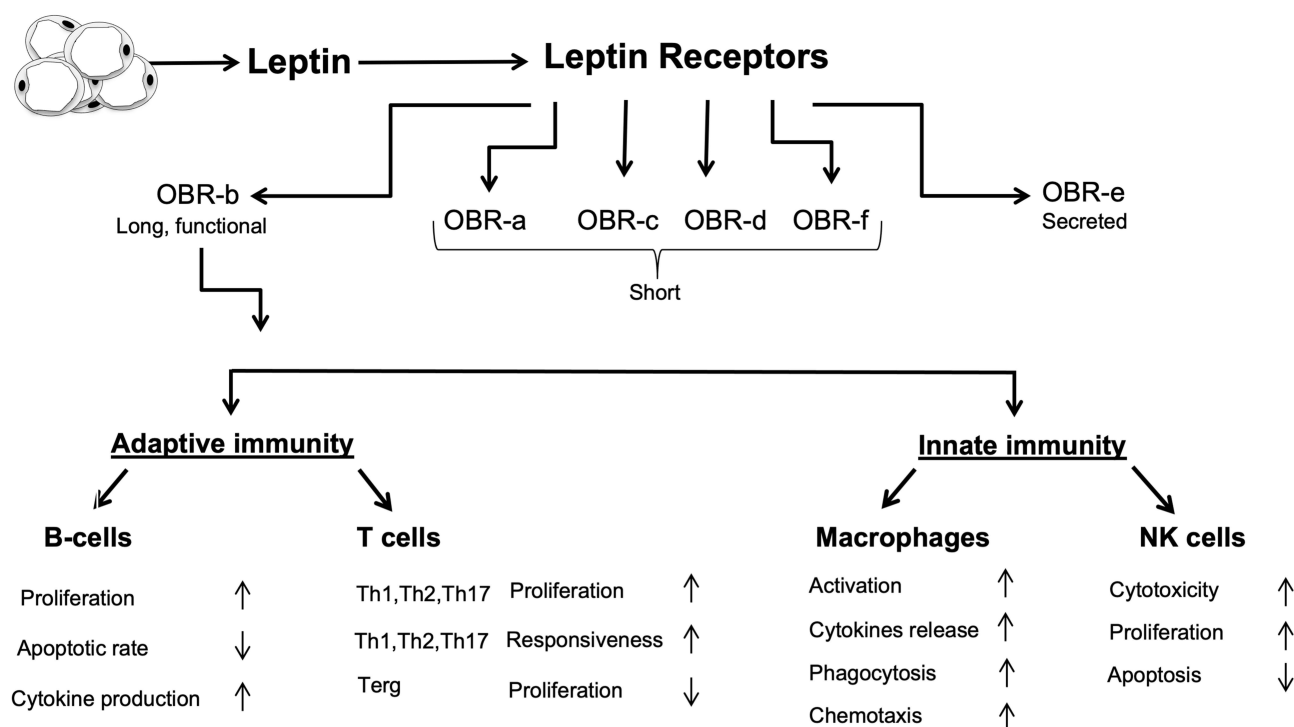 Leptin
Leptin Receptors
OBR-b
Long, functional
OBR-a
OBR-c
OBR-d
OBR-f
Short
OBR-e
Secreted
Adaptive immunity
Innate immunity
B-cells
Proliferation ↑
Apoptotic rate ↓
Cytokine production ↑
T cells
Th1,Th2,Th17 Proliferation ↑
Th1,Th2,Th17 Responsiveness ↑
Terg Proliferation ↓
Macrophages
Activation ↑
Cytokines release ↑
Phagocytosis ↑
Chemotaxis ↑
NK cells
Cytotoxicity ↑
Proliferation ↑
Apoptosis ↓